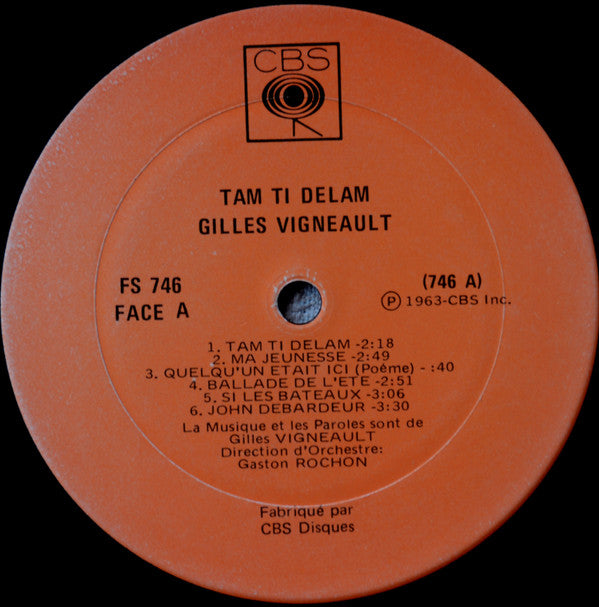 CBS
TAM TI DELAM
GILLES VIGNEAULT
FS 746
FACE A
(746 A)
Ⓟ 1963-CBS Inc.
1. TAM TI DELAM -2:18
2. MA JEUNESSE -2:49
3. QUELQU'UN ETAIT ICI (Poéme) - :40
4. BALLADE DE L'ETE -2:51
5. SI LES BATEAUX -3:06
6. JOHN DEBARDEUR -3:30
La Musique et les Paroles sont de
Gilles VIGNEAULT
Direction d'Orchestre:
Gaston ROCHON
Fabriqué par
CBS Disques